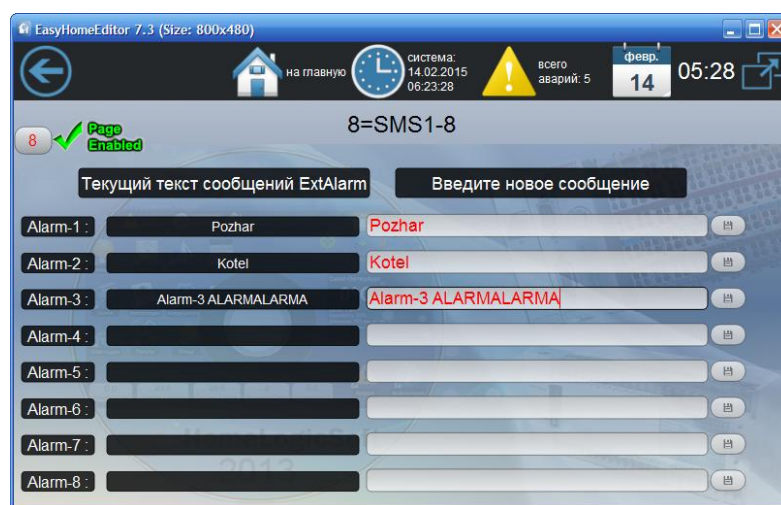 EasyHomeEditor 7.3 (Size: 800x480)
на главную
система:
14.02.2015
06:23:28
всего
аварий: 5
февр.
14
05:28
8
Page
Enabled
8=SMS1-8
Текущий текст сообщений ExtAlarm
Введите новое сообщение
Alarm-1 : Pozhar Pozhar
Alarm-2 : Kotel Kotel
Alarm-3 : Alarm-3 ALARMALARMA Alarm-3 ALARMALARMA
Alarm-4 :
Alarm-5 :
Alarm-6 :
Alarm-7 :
Alarm-8 :
2013